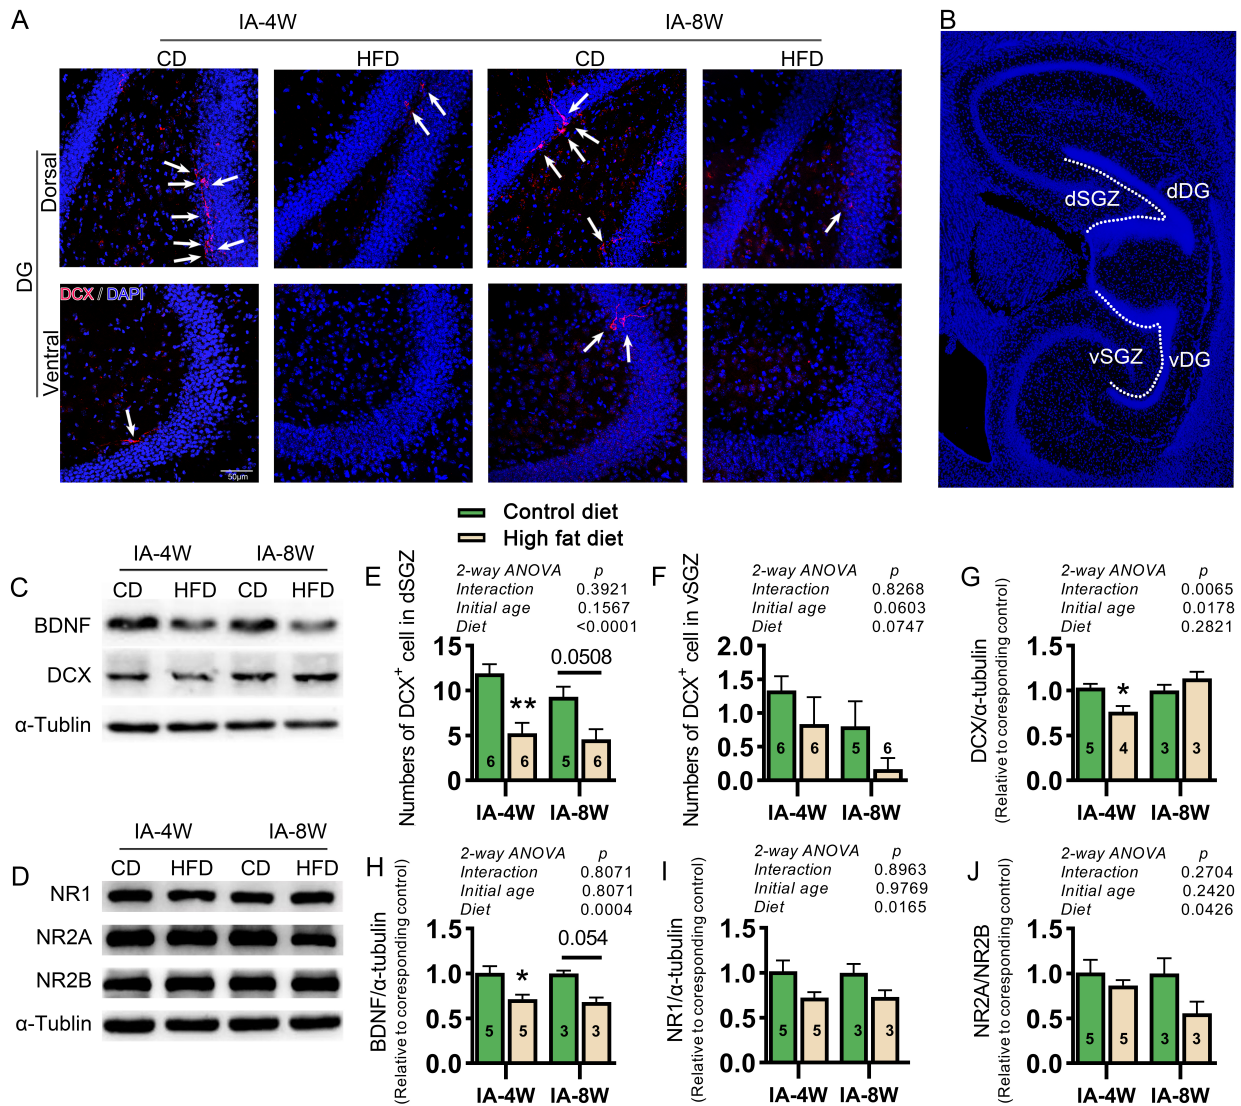 A
IA-4W
IA-8W
B
CD
HFD
CD
HFD
DG
Dorsal
Ventral
DCX / DAPI
50μm
dSGZ
dDG
vSGZ
vDG
Control diet
High fat diet
C
IA-4W
IA-8W
CD
HFD
CD
HFD
BDNF
DCX
α-Tublin
D
IA-4W
IA-8W
CD
HFD
CD
HFD
NR1
NR2A
NR2B
α-Tublin
E
2-way ANOVA p
Interaction 0.3921
Initial age 0.1567
Diet <0.0001
Numbers of DCX+ cell in dSGZ
15
10
5
0
**
0.0508
6
6
5
6
IA-4W
IA-8W
F
2-way ANOVA p
Interaction 0.8268
Initial age 0.0603
Diet 0.0747
Numbers of DCX+ cell in vSGZ
2.0
1.5
1.0
0.5
0.0
6
6
5
6
IA-4W
IA-8W
G
2-way ANOVA p
Interaction 0.0065
Initial age 0.0178
Diet 0.2821
DCX/α-tubulin
(Relative to coresponding control)
1.5
1.0
0.5
0.0
*
5
4
3
3
IA-4W
IA-8W
H
2-way ANOVA p
Interaction 0.8071
Initial age 0.8071
Diet 0.0004
BDNF/α-tubulin
(Relative to coresponding control)
1.5
1.0
0.5
0.0
*
0.054
5
5
3
3
IA-4W
IA-8W
I
2-way ANOVA p
Interaction 0.8963
Initial age 0.9769
Diet 0.0165
NR1/α-tubulin
(Relative to coresponding control)
1.5
1.0
0.5
0.0
5
5
3
3
IA-4W
IA-8W
J
2-way ANOVA p
Interaction 0.2704
Initial age 0.2420
Diet 0.0426
NR2A/NR2B
(Relative to coresponding control)
1.5
1.0
0.5
0.0
5
5
3
3
IA-4W
IA-8W